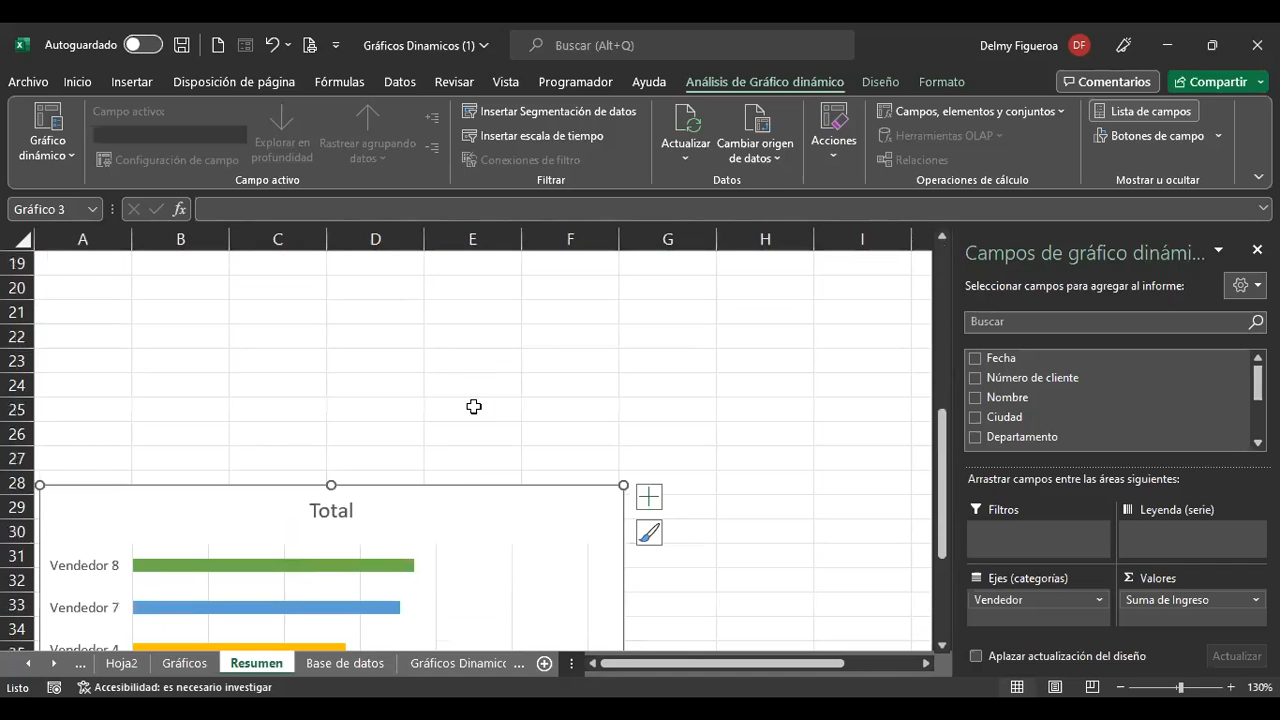 Autoguardado
Gráficos Dinamicos (1)
Buscar (Alt+Q)
Delmy Figueroa
DF
Archivo Inicio Insertar Disposición de página Fórmulas Datos Revisar Vista Programador Ayuda Análisis de Gráfico dinámico Diseño Formato
Comentarios
Compartir
Gráfico dinámico
Campo activo:
Configuración de campo
Explorar en profundidad
Rastrear agrupando datos
Campo activo
Insertar Segmentación de datos
Insertar escala de tiempo
Conexiones de filtro
Filtrar
Actualizar
Cambiar origen de datos
Datos
Acciones
Campos, elementos y conjuntos
Herramientas OLAP
Relaciones
Operaciones de cálculo
Lista de campos
Botones de campo
Mostrar u ocultar
Gráfico 3
fx
A B C D E F G H I
19
20
21
22
23
24
25
26
27
28
29
30
31
32
33
34
Total
Vendedor 8
Vendedor 7
Vendedor 4
Campos de gráfico dinámi...
Seleccionar campos para agregar al informe:
Buscar
Fecha
Número de cliente
Nombre
Ciudad
Departamento
Arrastrar campos entre las áreas siguientes:
Filtros
Leyenda (serie)
Ejes (categorías)
Vendedor
Σ Valores
Suma de Ingreso
Aplazar actualización del diseño
Actualizar
... Hoja2 Gráficos Resumen Base de datos Gráficos Dinamicc ...
Listo
Accesibilidad: es necesario investigar
130%